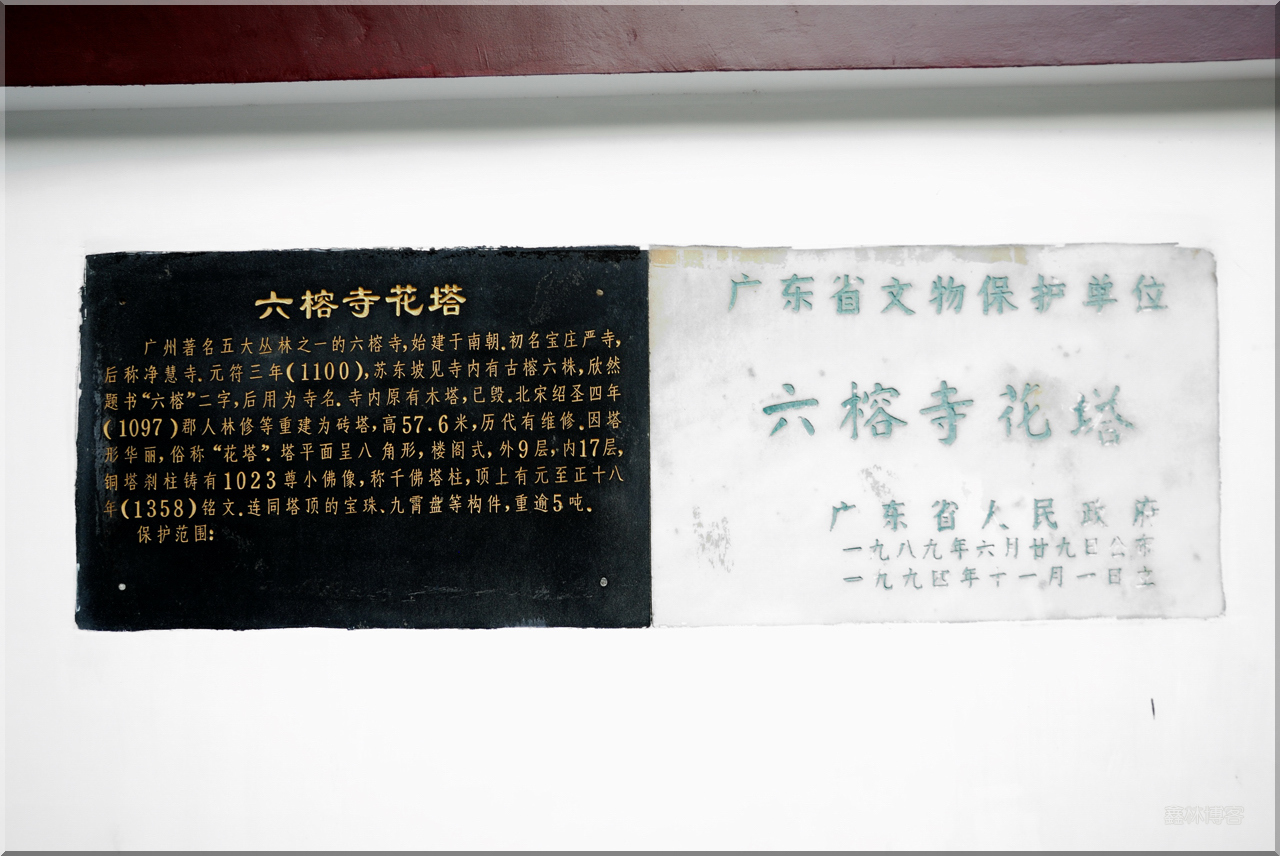 六榕寺花塔
广州著名五大丛林之一的六榕寺,始建于南朝.初名宝庄严寺,
后称净慧寺.元符三年(1100),苏东坡见寺内有古榕六株,欣然
题书“六榕”二字,后用为寺名.寺内原有木塔,已毁.北宋绍圣四年
(1097)郡人林修等重建为砖塔,高57.6米,历代有维修.因塔
形华丽,俗称“花塔”.塔平面呈八角形,楼阁式,外9层,内17层,
铜塔刹柱铸有1023尊小佛像,称千佛塔柱,顶上有元至正十八
年(1358)铭文.连同塔顶的宝珠、九霄盘等构件,重逾5吨.
保护范围:
广东省文物保护单位
六榕寺花塔
广东省人民政府
一九八九年六月廿九日公布
一九九四年十一月一日立